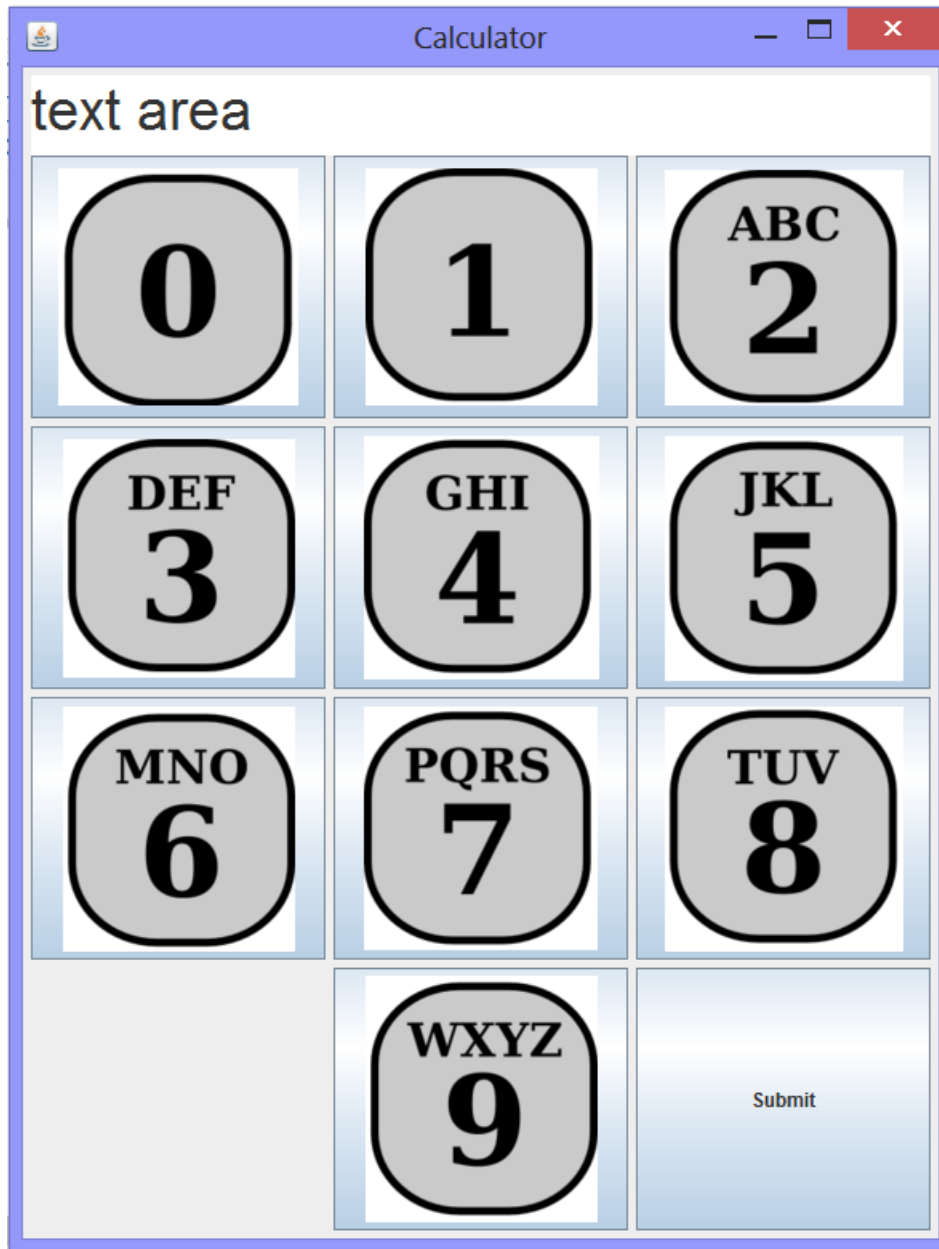 Calculator
text area
0
1
ABC
2
DEF
3
GHI
4
JKL
5
MNO
6
PQRS
7
TUV
8
WXYZ
9
Submit